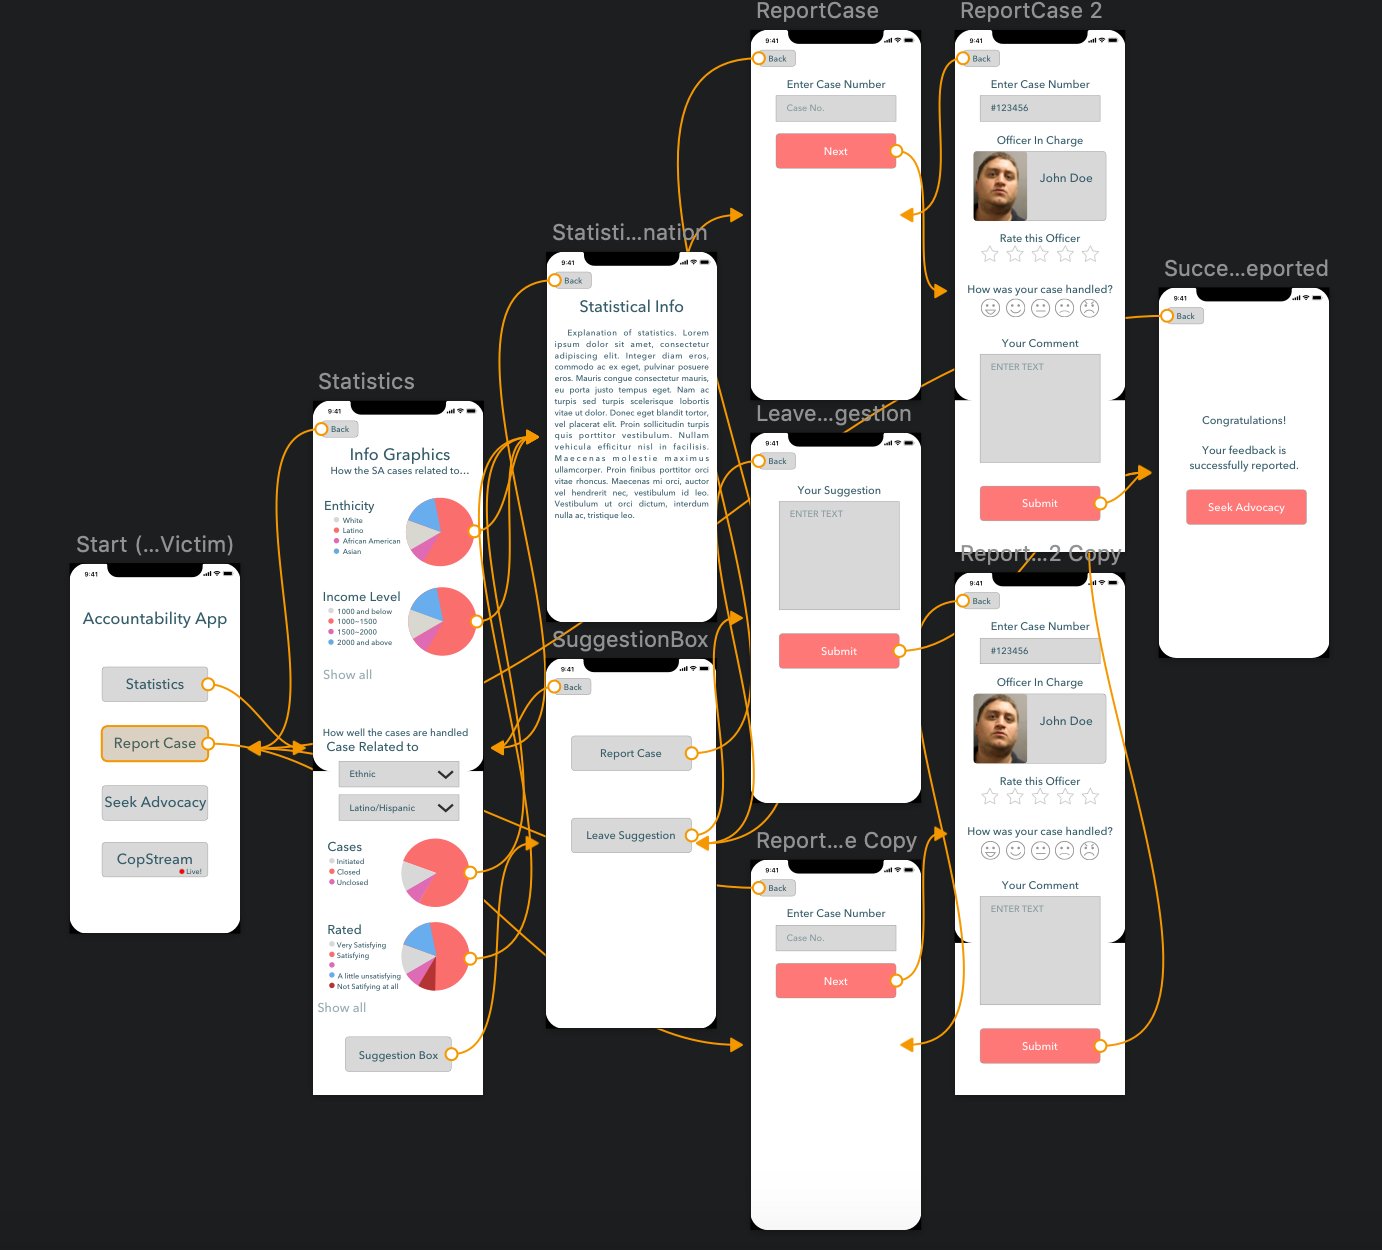 Start (...Victim)
9:41
Accountability App
Statistics
Report Case
Seek Advocacy
CopStream
Live!
Statistics
9:41
Back
Info Graphics
How the SA cases related to...
Enthicity
White
Latino
African American
Asian
Income Level
1000 and below
1000~1500
1500~2000
2000 and above
Show all
How well the cases are handled
Case Related to
Ethnic
Latino/Hispanic
Cases
Initiated
Closed
Unclosed
Rated
Very Satisfying
Satisfying
A little unsatisfying
Not Satifying at all
Show all
Suggestion Box
Statisti...nation
9:41
Back
Statistical Info
Explanation of statistics. Lorem
ipsum dolor sit amet, consectetur
adipiscing elit. Integer diam eros,
commodo ac ex eget, pulvinar posuere
eros. Mauris congue consectetur mauris,
eu porta justo tempus eget. Nam ac
turpis sed turpis scelerisque lobortis
vitae ut dolor. Donec eget blandit tortor,
vel placerat elit. Proin sollicitudin turpis
quis porttitor vestibulum. Nullam
vehicula efficitur nisl in facilisis.
Maecenas molestie maximus
ullamcorper. Proin finibus porttitor orci
vitae rhoncus. Maecenas mi orci, auctor
vel hendrerit nec, vestibulum id leo.
Vestibulum ut orci dictum, interdum
nulla ac, tristique leo.
SuggestionBox
9:41
Back
Report Case
Leave Suggestion
ReportCase
9:41
Back
Enter Case Number
Case No.
Next
Leave...gestion
9:41
Back
Your Suggestion
ENTER TEXT
Submit
Report...e Copy
9:41
Back
Enter Case Number
Case No.
Next
ReportCase 2
9:41
Back
Enter Case Number
#123456
Officer In Charge
John Doe
Rate this Officer
How was your case handled?
Your Comment
ENTER TEXT
Submit
Report...2 Copy
9:41
Back
Enter Case Number
#123456
Officer In Charge
John Doe
Rate this Officer
How was your case handled?
Your Comment
ENTER TEXT
Submit
Succe...eported
9:41
Back
Congratulations!
Your feedback is
successfully reported.
Seek Advocacy